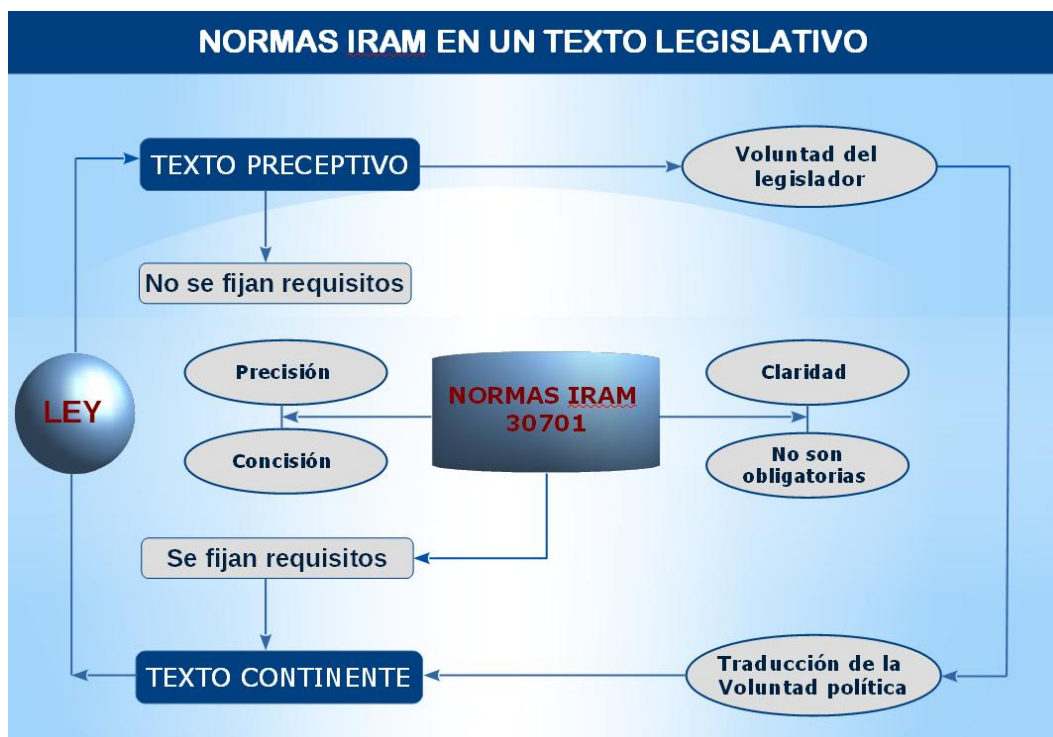 NORMAS IRAM EN UN TEXTO LEGISLATIVO
TEXTO PRECEPTIVO
Voluntad del
legislador
No se fijan requisitos
LEY
Precisión
Concisión
NORMAS IRAM
30701
Claridad
No son
obligatorias
Se fijan requisitos
TEXTO CONTINENTE
Traducción de la
Voluntad política